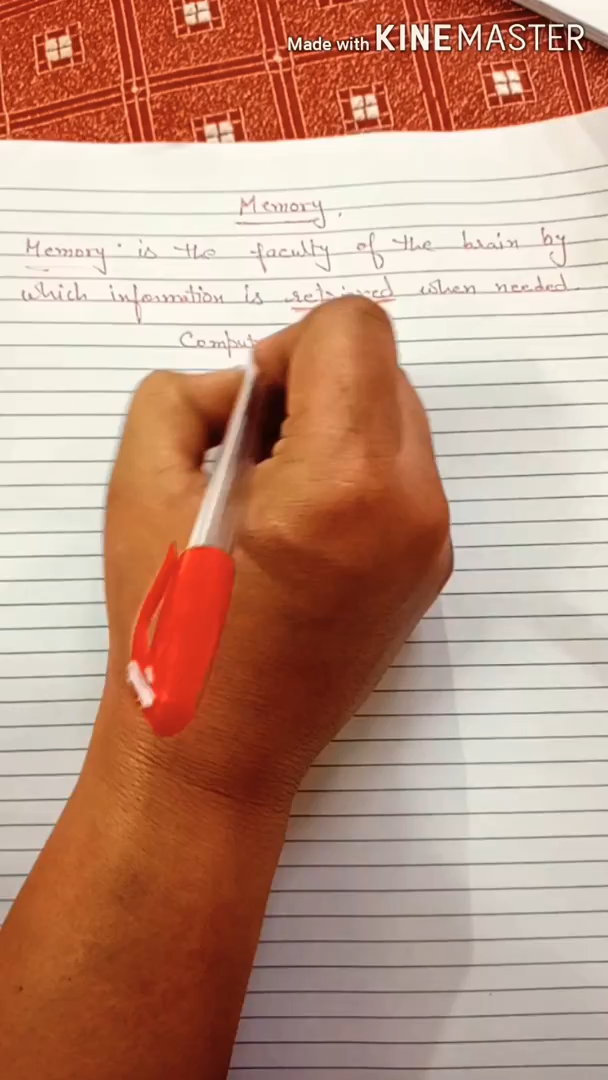 Made with KINEMASTER
Memory.
Memory is the faculty of the brain by
which information is retrieved when needed.
Comput